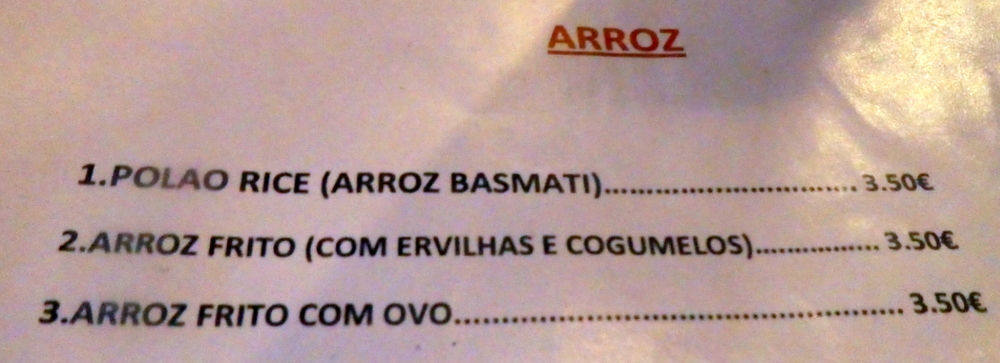 ARROZ
1.POLAO RICE (ARROZ BASMATI)............................. 3.50€
2.ARROZ FRITO (COM ERVILHAS E COGUMELOS)................ 3.50€
3.ARROZ FRITO COM OVO............................................. 3.50€